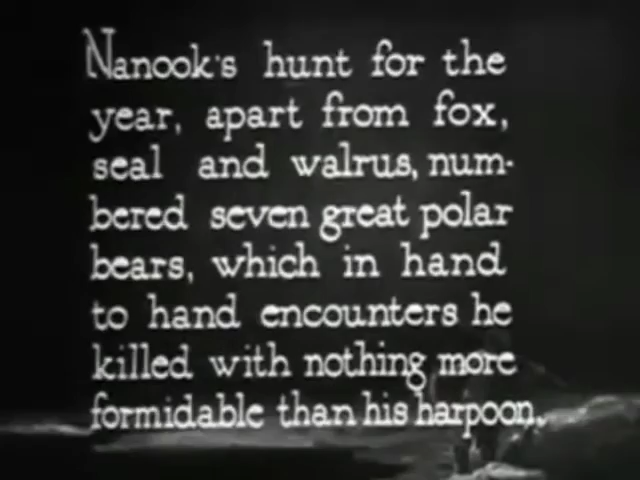 Nanook's hunt for the
year, apart from fox,
seal and walrus, num-
bered seven great polar
bears, which in hand
to hand encounters he
killed with nothing more
formidable than his harpoon.